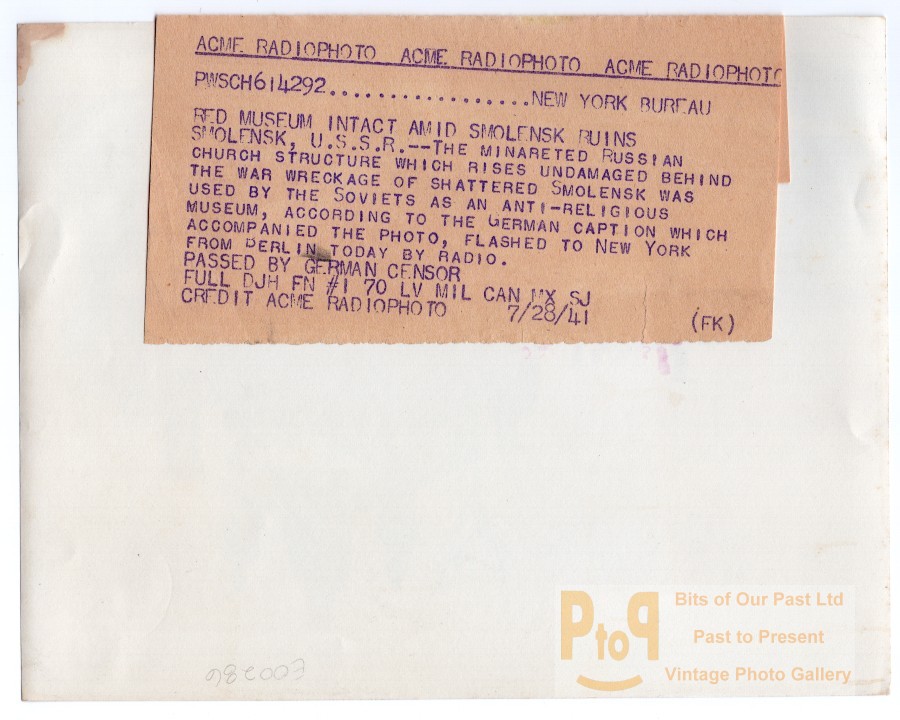 ACME RADIOPHOTO ACME RADIOPHOTO ACME RADIOPHOTO
PWSCH614292..................NEW YORK BUREAU
RED MUSEUM INTACT AMID SMOLENSK RUINS
SMOLENSK, U.S.S.R.--THE MINARETED RUSSIAN
CHURCH STRUCTURE WHICH RISES UNDAMAGED BEHIND
THE WAR WRECKAGE OF SHATTERED SMOLENSK WAS
USED BY THE SOVIETS AS AN ANTI-RELIGIOUS
MUSEUM, ACCORDING TO THE GERMAN CAPTION WHICH
ACCOMPANIED THE PHOTO, FLASHED TO NEW YORK
FROM BERLIN TODAY BY RADIO.
PASSED BY GERMAN CENSOR
FULL DJH FN #1 70 LV MIL CAN MX SJ
CREDIT ACME RADIOPHOTO 7/28/41 (FK)
PtoP
Bits of Our Past Ltd
Past to Present
Vintage Photo Gallery